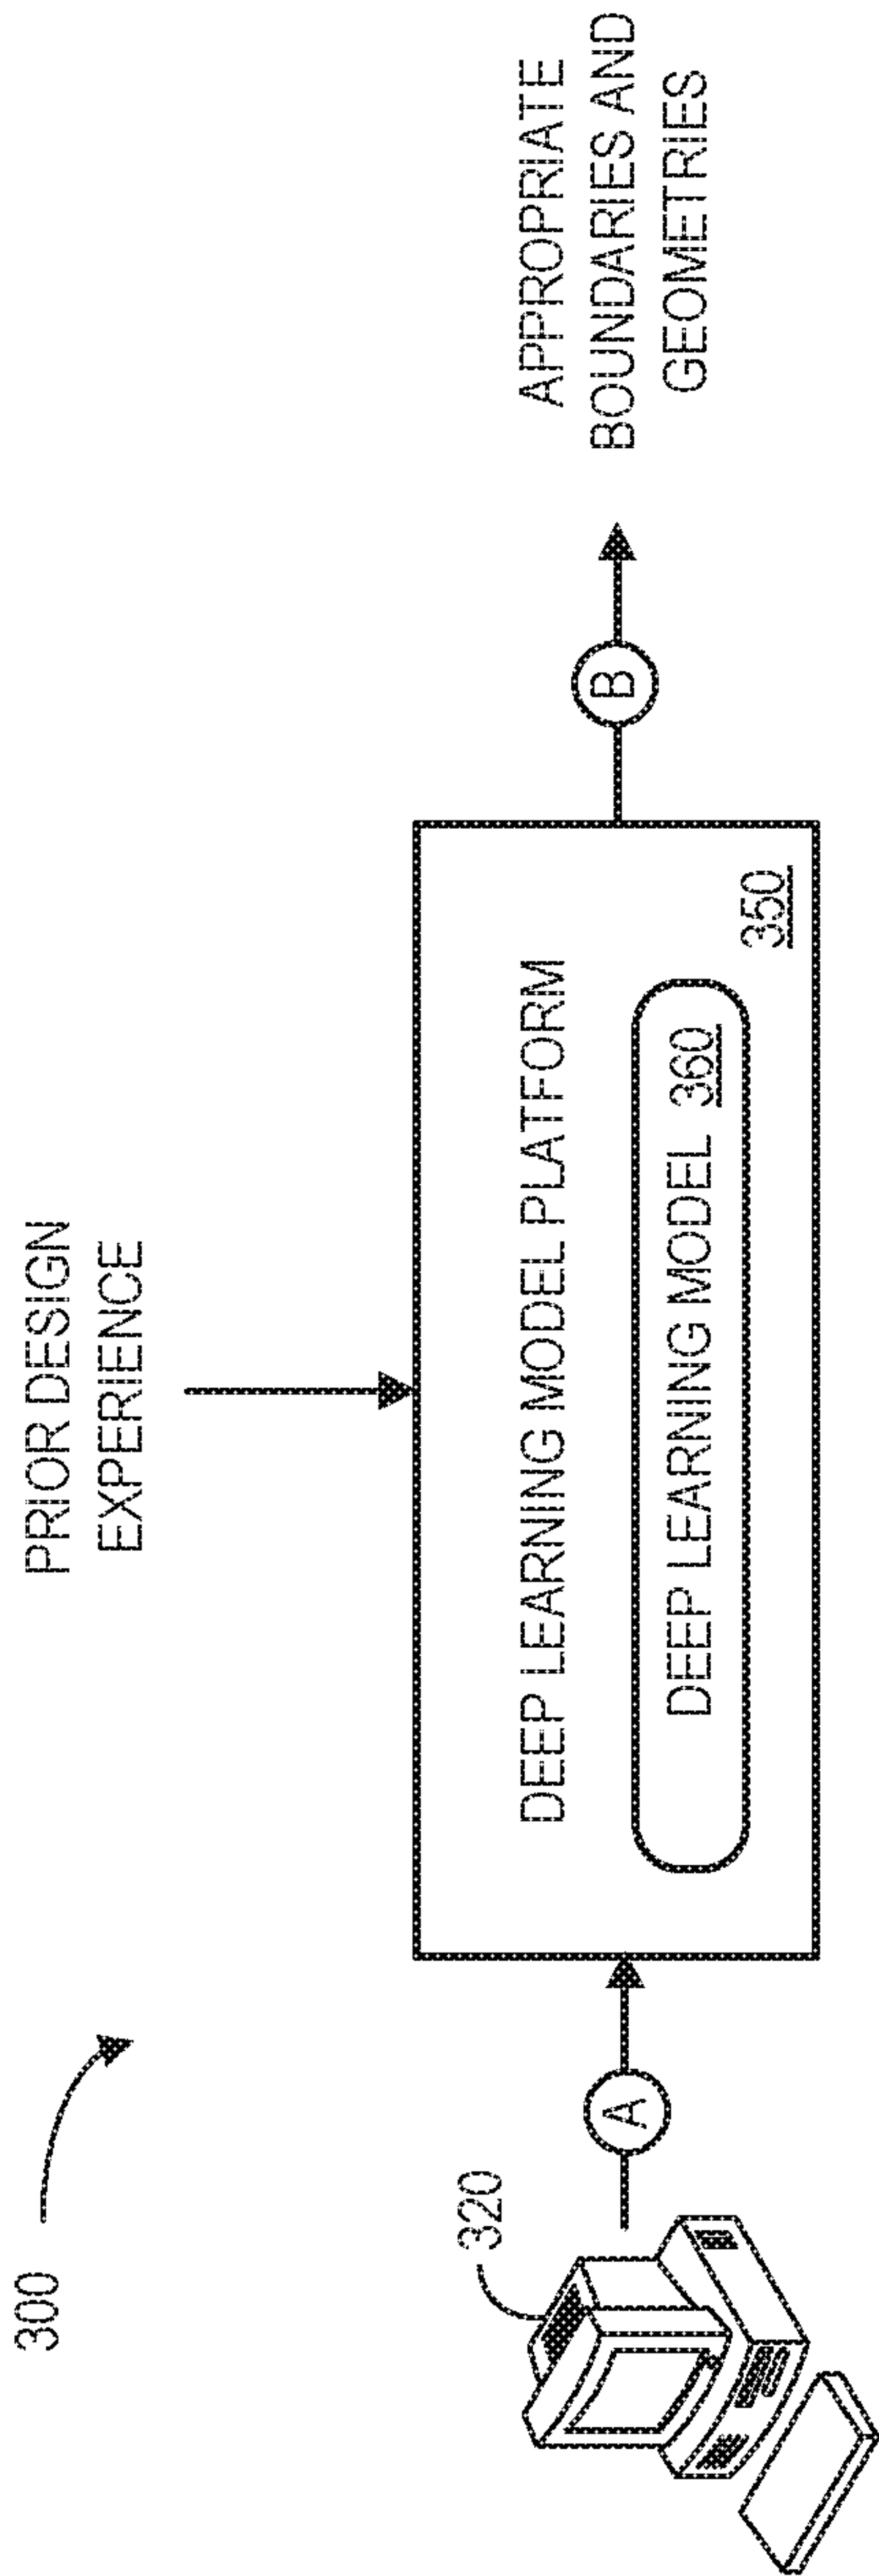 300
PRIOR DESIGN
EXPERIENCE
320
A
DEEP LEARNING MODEL PLATFORM
DEEP LEARNING MODEL 360
350
B
APPROPRIATE
BOUNDARIES AND
GEOMETRIES